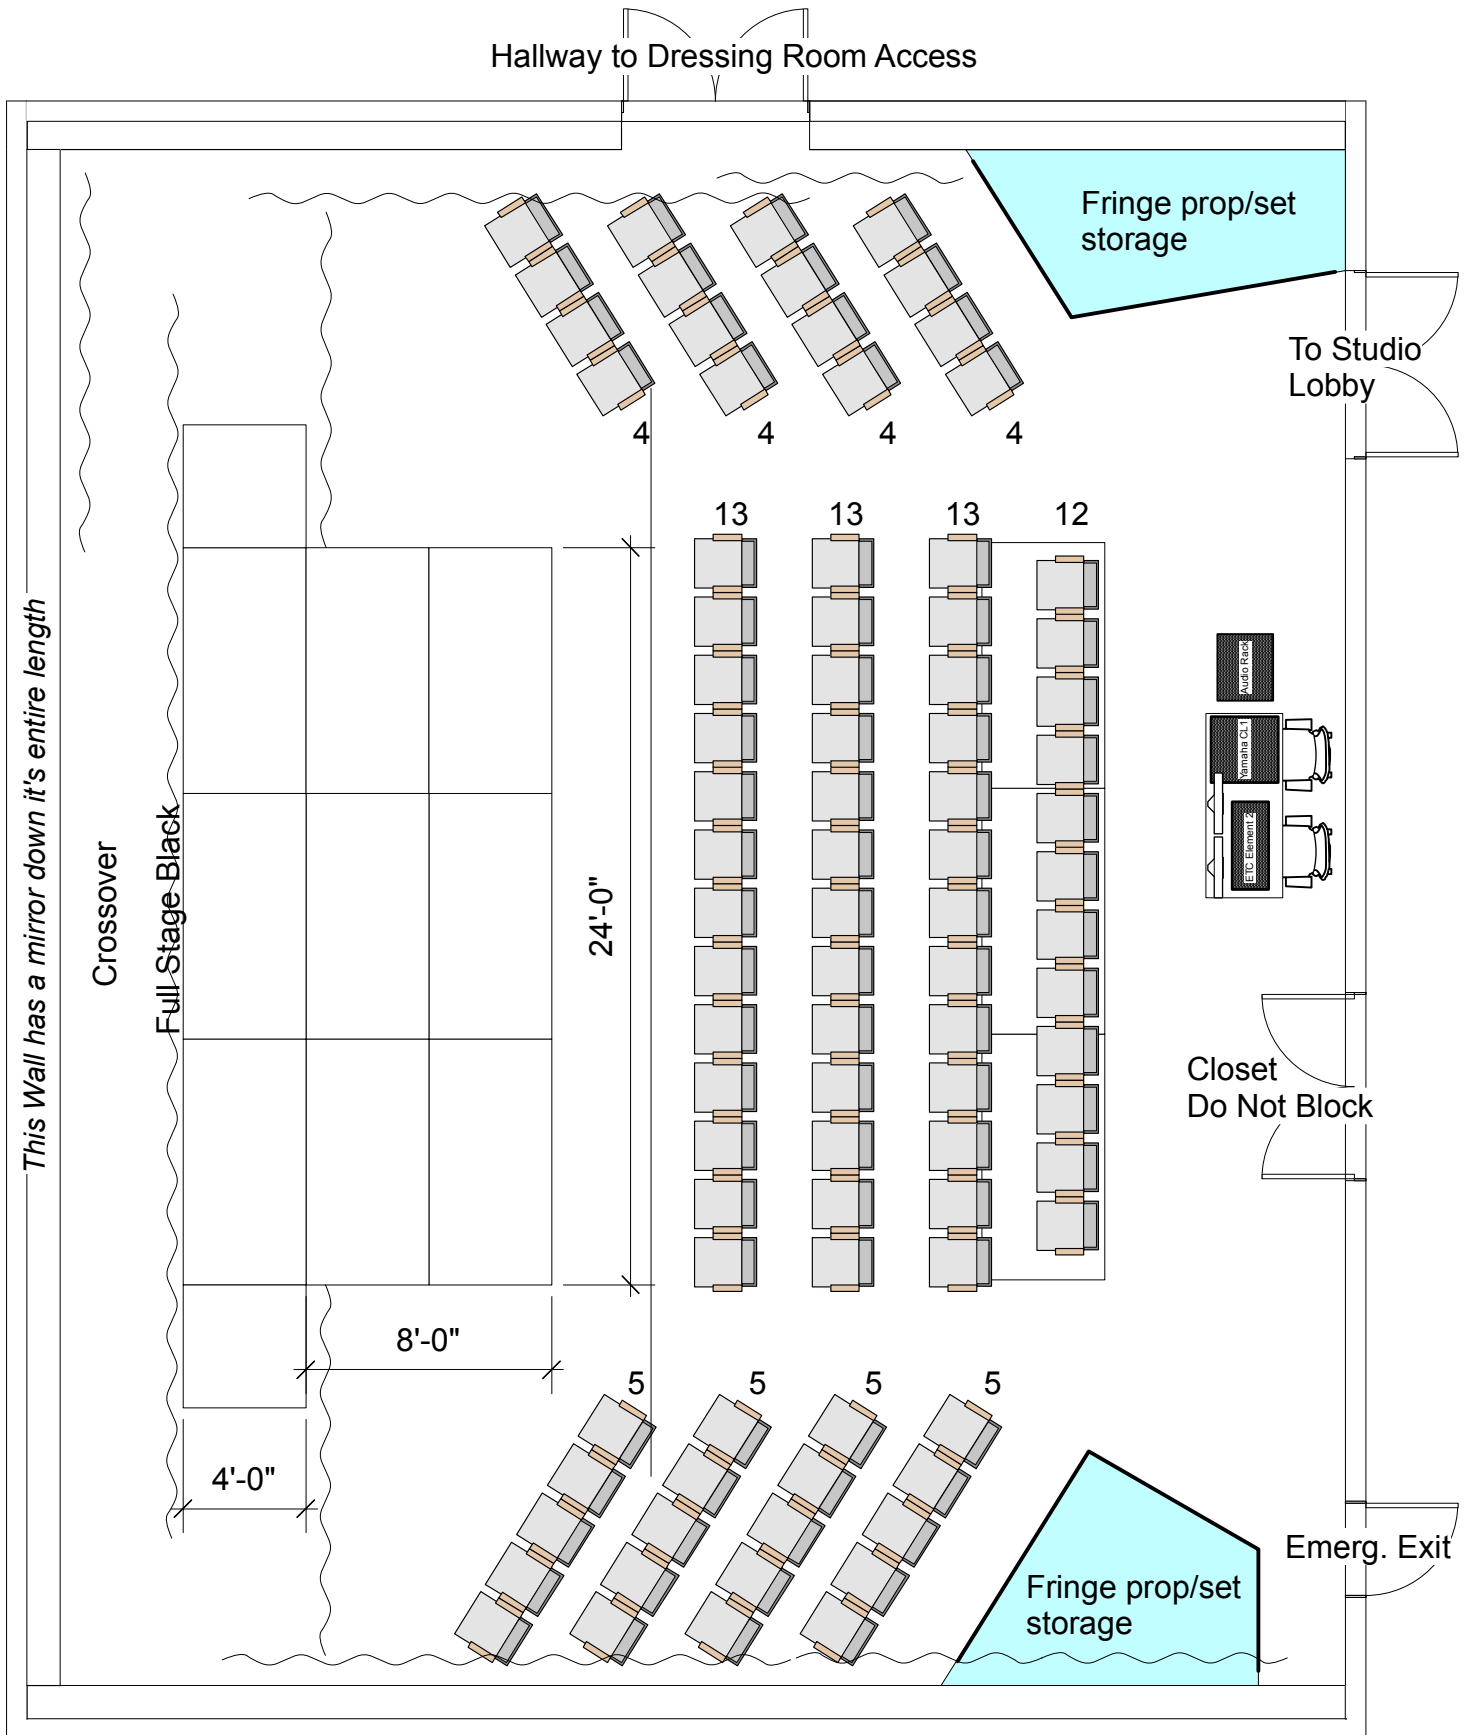 Hallway to Dressing Room Access
Fringe prop/set
storage
To Studio
Lobby
4
4
4
4
13
13
13
12
This Wall has a mirror down it's entire length
Crossover
Full Stage Black
24'-0"
Audio Rack
Yamaha CL1
ETC Element 2
Closet
Do Not Block
8'-0"
4'-0"
5
5
5
5
Fringe prop/set
storage
Emerg. Exit